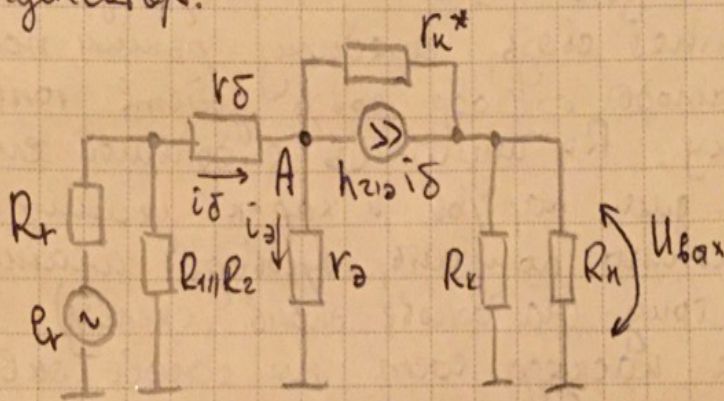 rк*
rб
iб
A
h21э iб
Rг
iэ
R1||R2
rэ
Rк
Rн
Uвых
eг
~